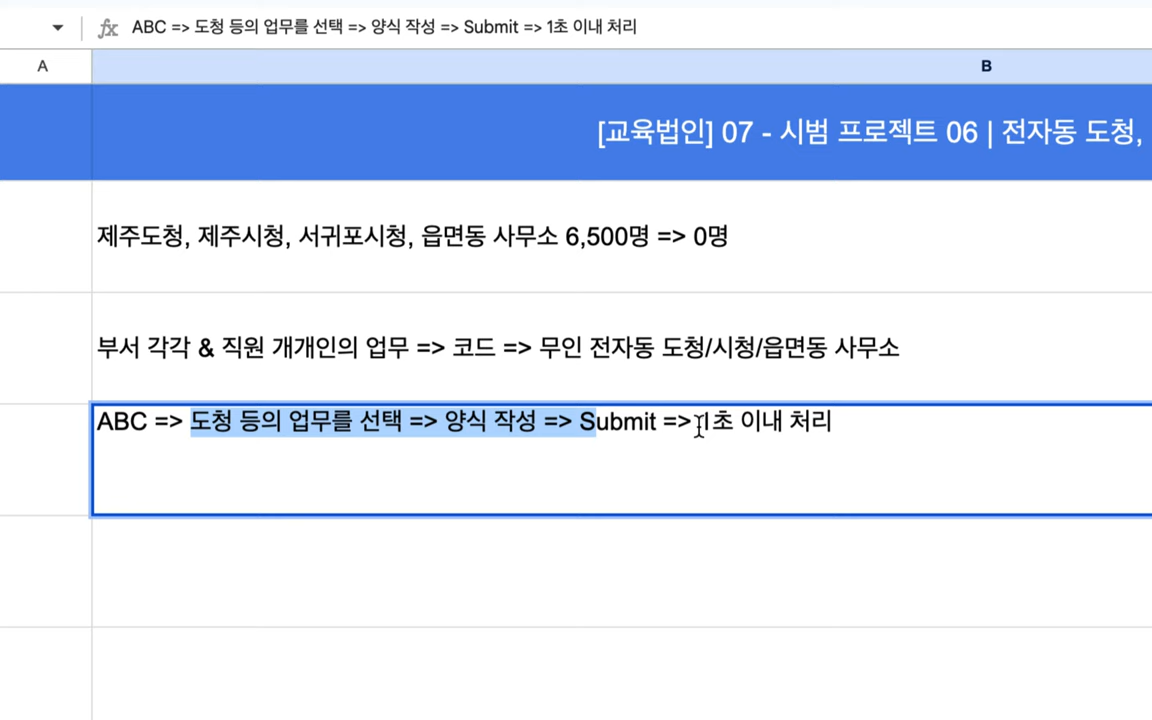 ABC => 도청 등의 업무를 선택 => 양식 작성 => Submit => 1초 이내 처리
A
B
[교육법인] 07 - 시범 프로젝트 06 | 전자동 도청,
제주도청, 제주시청, 서귀포시청, 읍면동 사무소 6,500명 => 0명
부서 각각 & 직원 개개인의 업무 => 코드 => 무인 전자동 도청/시청/읍면동 사무소
ABC => 도청 등의 업무를 선택 => 양식 작성 => Submit => 1초 이내 처리